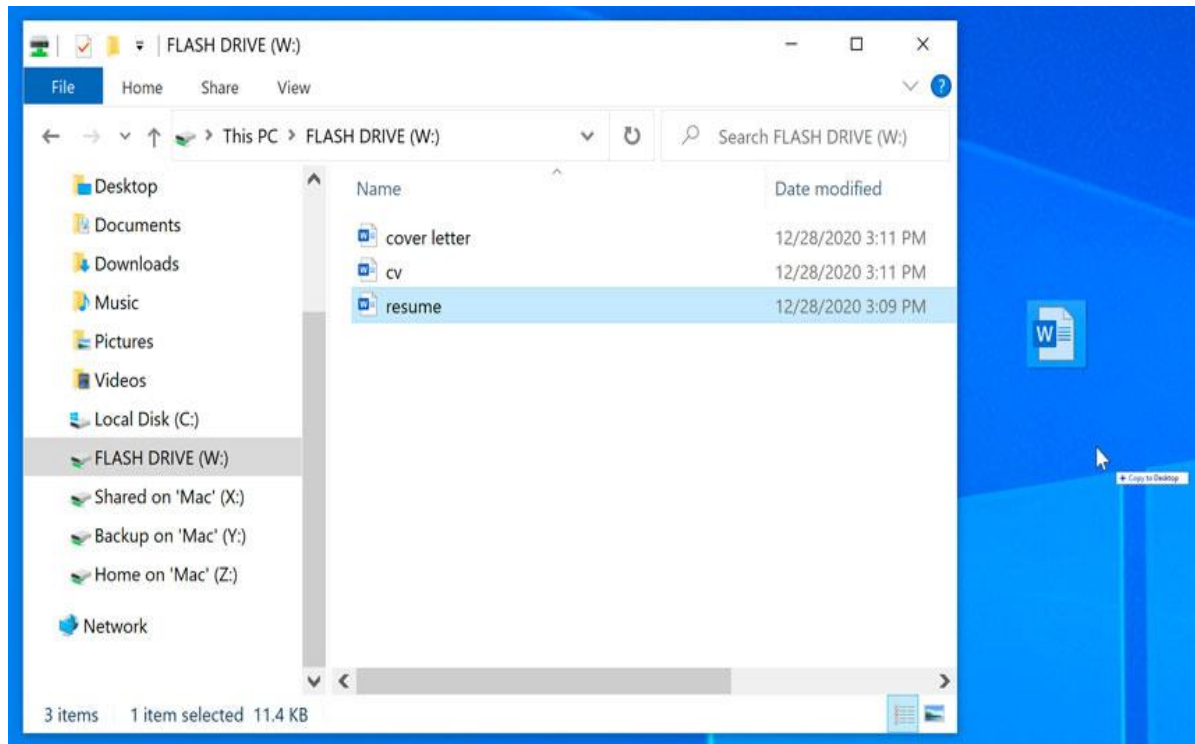 FLASH DRIVE (W:)
File Home Share View
This PC > FLASH DRIVE (W:) Search FLASH DRIVE (W:)
Desktop
Documents
Downloads
Music
Pictures
Videos
Local Disk (C:)
FLASH DRIVE (W:)
Shared on 'Mac' (X:)
Backup on 'Mac' (Y:)
Home on 'Mac' (Z:)
Network
Name Date modified
cover letter 12/28/2020 3:11 PM
cv 12/28/2020 3:11 PM
resume 12/28/2020 3:09 PM
W
+ Copy to Desktop
3 items 1 item selected 11.4 KB